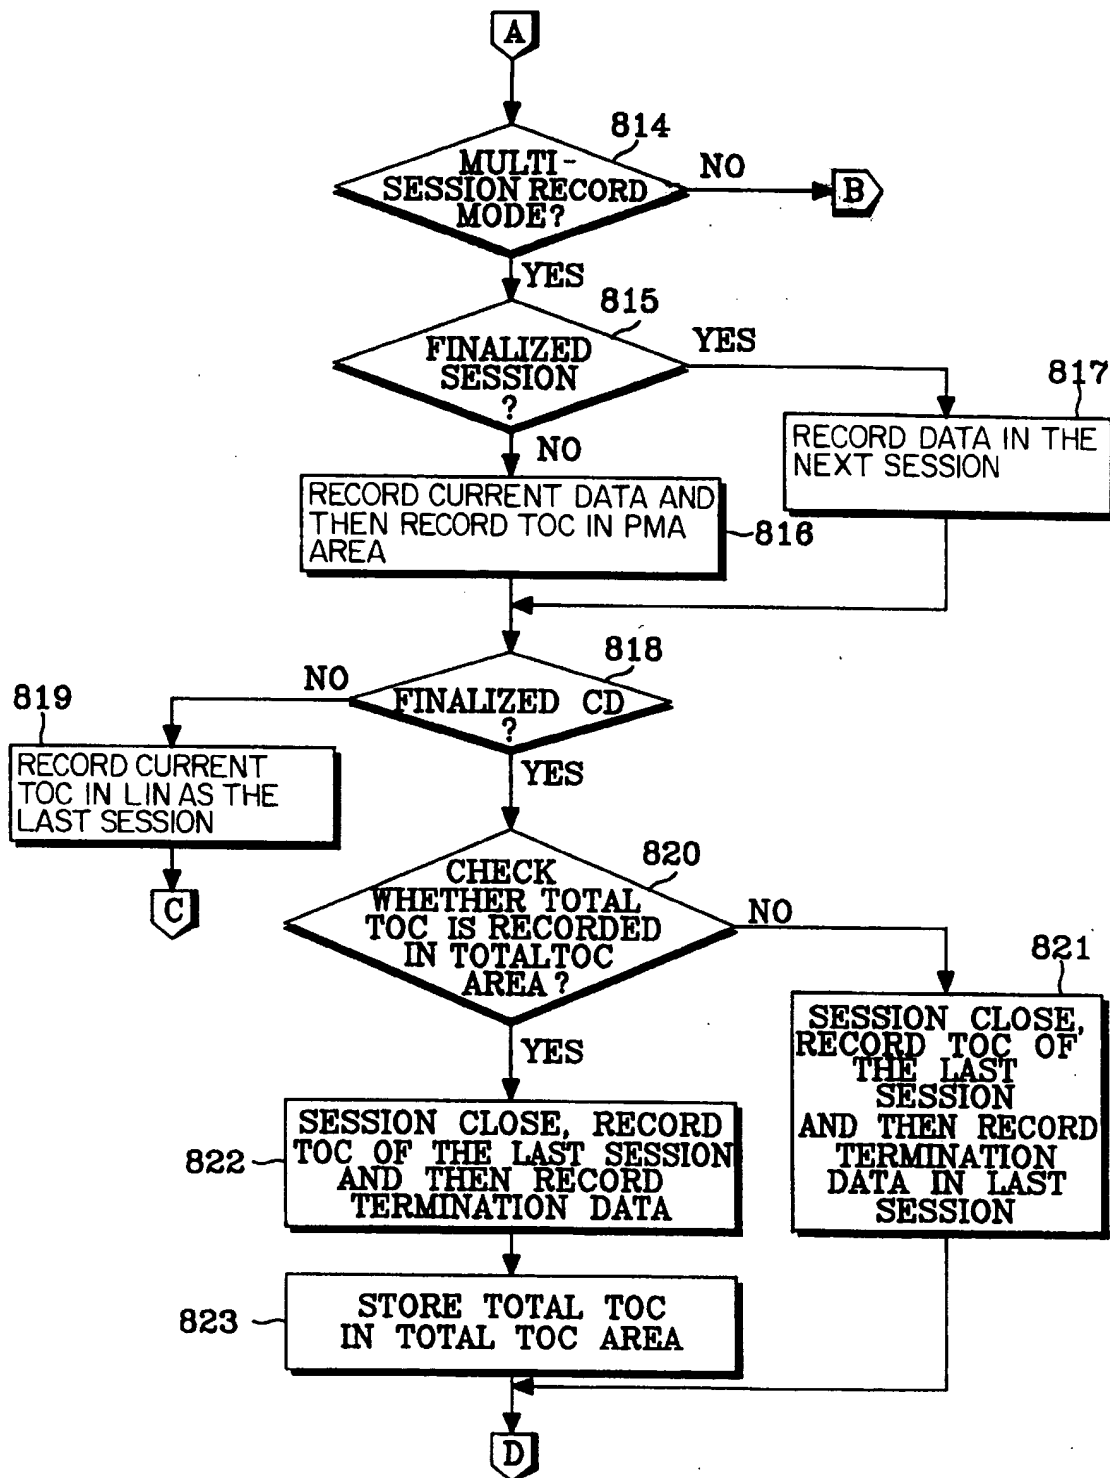 A
814
MULTI-
SESSION RECORD
MODE?
NO
B
YES
815
FINALIZED
SESSION
?
YES
817
RECORD DATA IN THE
NEXT SESSION
NO
RECORD CURRENT DATA AND
THEN RECORD TOC IN PMA
AREA
816
818
FINALIZED CD
?
NO
819
RECORD CURRENT
TOC IN LIN AS THE
LAST SESSION
C
YES
820
CHECK
WHETHER TOTAL
TOC IS RECORDED
IN TOTALTOC
AREA?
NO
821
SESSION CLOSE,
RECORD TOC OF
THE LAST
SESSION
AND THEN RECORD
TERMINATION
DATA IN LAST
SESSION
YES
822
SESSION CLOSE, RECORD
TOC OF THE LAST SESSION
AND THEN RECORD
TERMINATION DATA
823
STORE TOTAL TOC
IN TOTAL TOC AREA
D